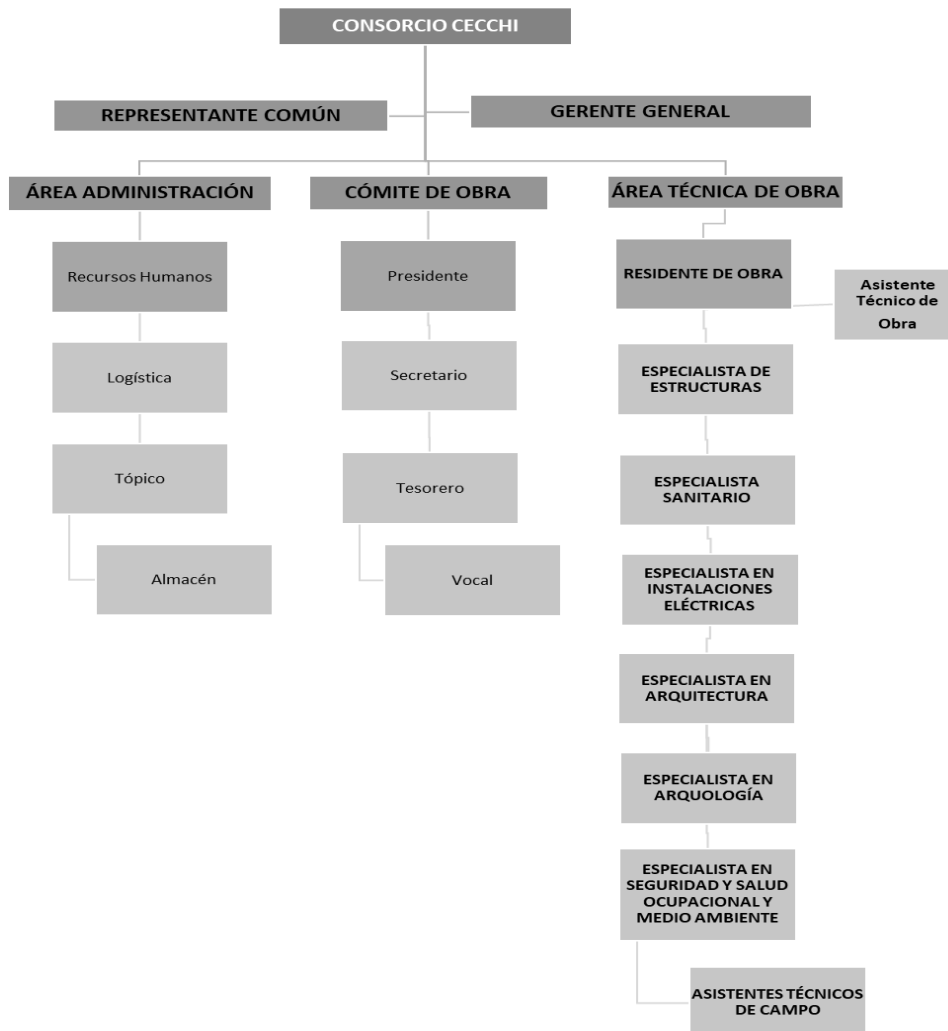 CONSORCIO CECCHI
REPRESENTANTE COMÚN
GERENTE GENERAL
ÁREA ADMINISTRACIÓN
CÓMITE DE OBRA
ÁREA TÉCNICA DE OBRA
Recursos Humanos
Logística
Tópico
Almacén
Presidente
Secretario
Tesorero
Vocal
RESIDENTE DE OBRA
Asistente
Técnico de
Obra
ESPECIALISTA DE
ESTRUCTURAS
ESPECIALISTA
SANITARIO
ESPECIALISTA EN
INSTALACIONES
ELÉCTRICAS
ESPECIALISTA EN
ARQUITECTURA
ESPECIALISTA EN
ARQUOLOGÍA
ESPECIALISTA EN
SEGURIDAD Y SALUD
OCUPACIONAL Y
MEDIO AMBIENTE
ASISTENTES TÉCNICOS
DE CAMPO